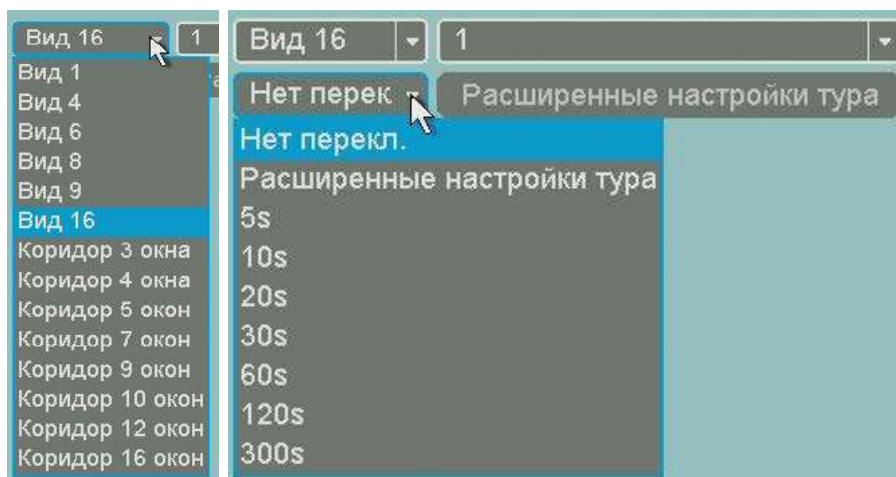 Вид 16 1
Вид 1
Вид 4
Вид 6
Вид 8
Вид 9
Вид 16
Коридор 3 окна
Коридор 4 окна
Коридор 5 окон
Коридор 7 окон
Коридор 9 окон
Коридор 10 окон
Коридор 12 окон
Коридор 16 окон
Вид 16 1
Нет перек Расширенные настройки тура
Нет перекл.
Расширенные настройки тура
5s
10s
20s
30s
60s
120s
300s